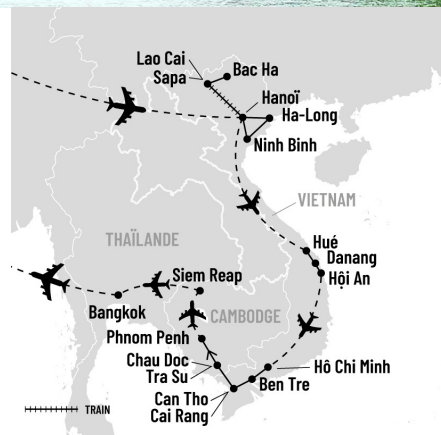 Lao Cai
Sapa
Bac Ha
Hanoï
Ha-Long
Ninh Binh
VIETNAM
Hué
Danang
Hội An
THAÏLANDE
Siem Reap
Bangkok
CAMBODGE
Phnom Penh
Chau Doc
Tra Su
Hô Chi Minh
Ben Tre
Can Tho
Cai Rang
TRAIN